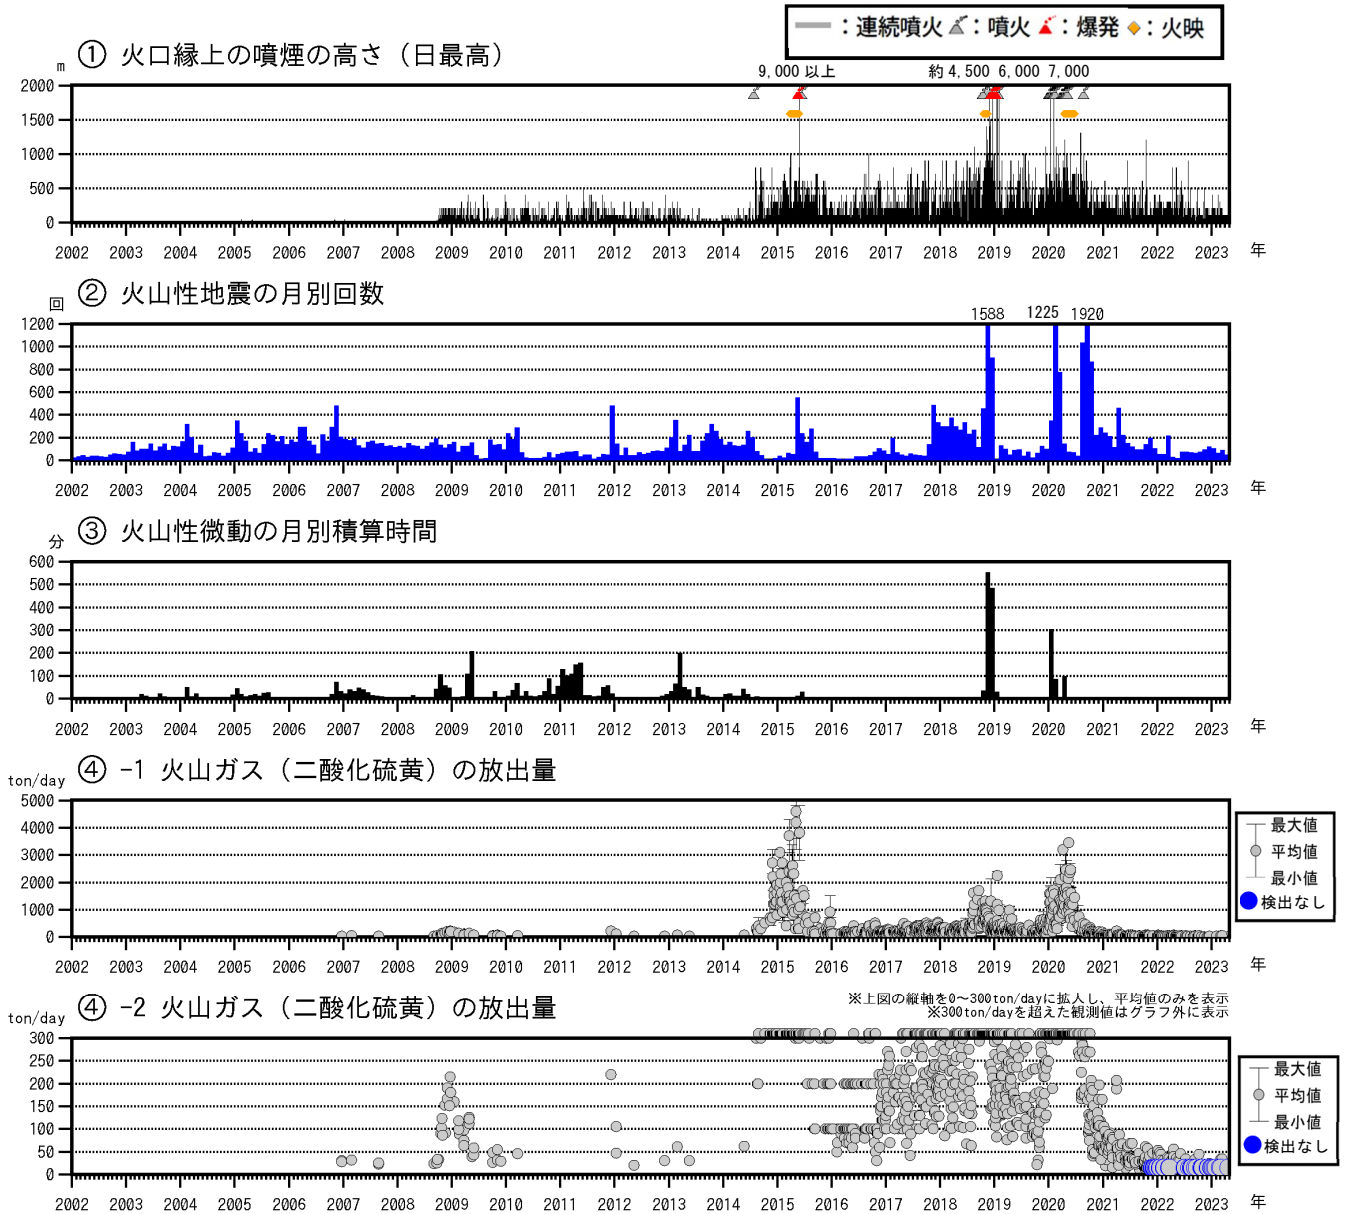 ：連続噴火 ：噴火 ：爆発 ：火映
① 火口縁上の噴煙の高さ（日最高）
m
9,000 以上 約 4,500 6,000 7,000
2000
1500
1000
500
0
2002 2003 2004 2005 2006 2007 2008 2009 2010 2011 2012 2013 2014 2015 2016 2017 2018 2019 2020 2021 2022 2023 年
② 火山性地震の月別回数
回
1588 1225 1920
1200
1000
800
600
400
200
0
2002 2003 2004 2005 2006 2007 2008 2009 2010 2011 2012 2013 2014 2015 2016 2017 2018 2019 2020 2021 2022 2023 年
③ 火山性微動の月別積算時間
分
600
500
400
300
200
100
0
2002 2003 2004 2005 2006 2007 2008 2009 2010 2011 2012 2013 2014 2015 2016 2017 2018 2019 2020 2021 2022 2023 年
④ -1 火山ガス（二酸化硫黄）の放出量
ton/day
5000
4000
3000
2000
1000
0
最大値
平均値
最小値
検出なし
2002 2003 2004 2005 2006 2007 2008 2009 2010 2011 2012 2013 2014 2015 2016 2017 2018 2019 2020 2021 2022 2023 年
④ -2 火山ガス（二酸化硫黄）の放出量
※上図の縦軸を0～300ton/dayに拡大し、平均値のみを表示
※300ton/dayを超えた観測値はグラフ外に表示
ton/day
300
250
200
150
100
50
0
最大値
平均値
最小値
検出なし
2002 2003 2004 2005 2006 2007 2008 2009 2010 2011 2012 2013 2014 2015 2016 2017 2018 2019 2020 2021 2022 2023 年